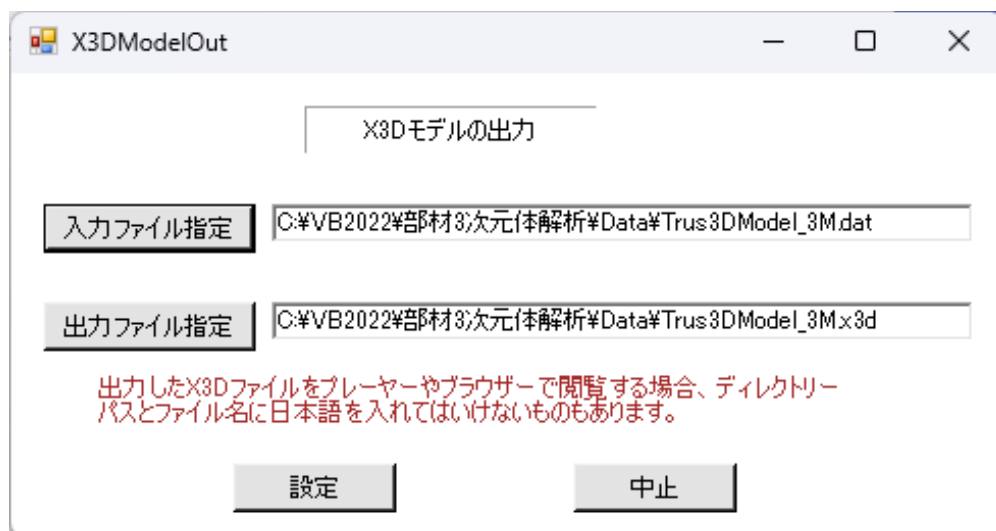 X3DModelOut
X3Dモデルの出力
入力ファイル指定
C:¥VB2022¥部材3次元体解析¥Data¥Trus3DModel_3M.dat
出力ファイル指定
C:¥VB2022¥部材3次元体解析¥Data¥Trus3DModel_3M.x3d
出力したX3Dファイルをプレーヤーやブラウザーで閲覧する場合、ディレクトリー
パスとファイル名に日本語を入れてはいけないものもあります。
設定
中止